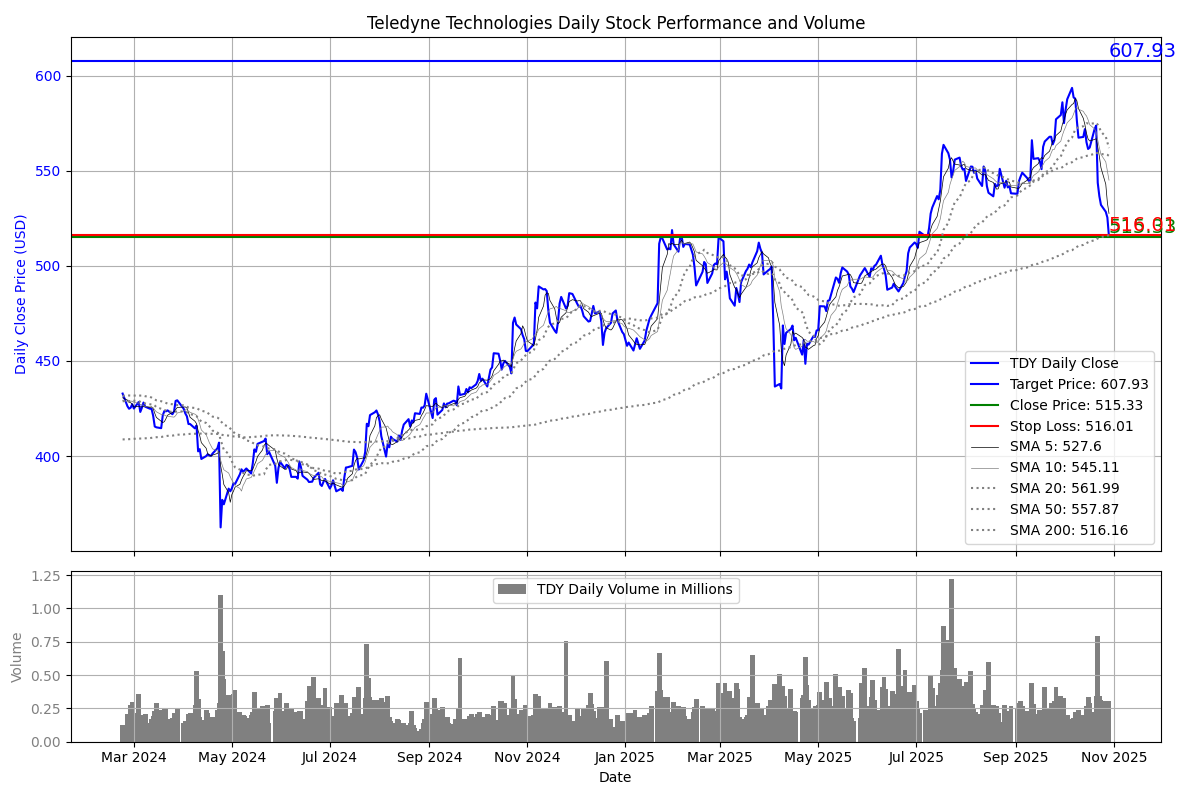 Teledyne Technologies Daily Stock Performance and Volume
607.93
600
550
516.01
515.33
500
450
400
Daily Close Price (USD)
TDY Daily Close
Target Price: 607.93
Close Price: 515.33
Stop Loss: 516.01
SMA 5: 527.6
SMA 10: 545.11
SMA 20: 561.99
SMA 50: 557.87
SMA 200: 516.16
1.25
1.00
0.75
0.50
0.25
0.00
Volume
TDY Daily Volume in Millions
Mar 2024 May 2024 Jul 2024 Sep 2024 Nov 2024 Jan 2025 Mar 2025 May 2025 Jul 2025 Sep 2025 Nov 2025
Date